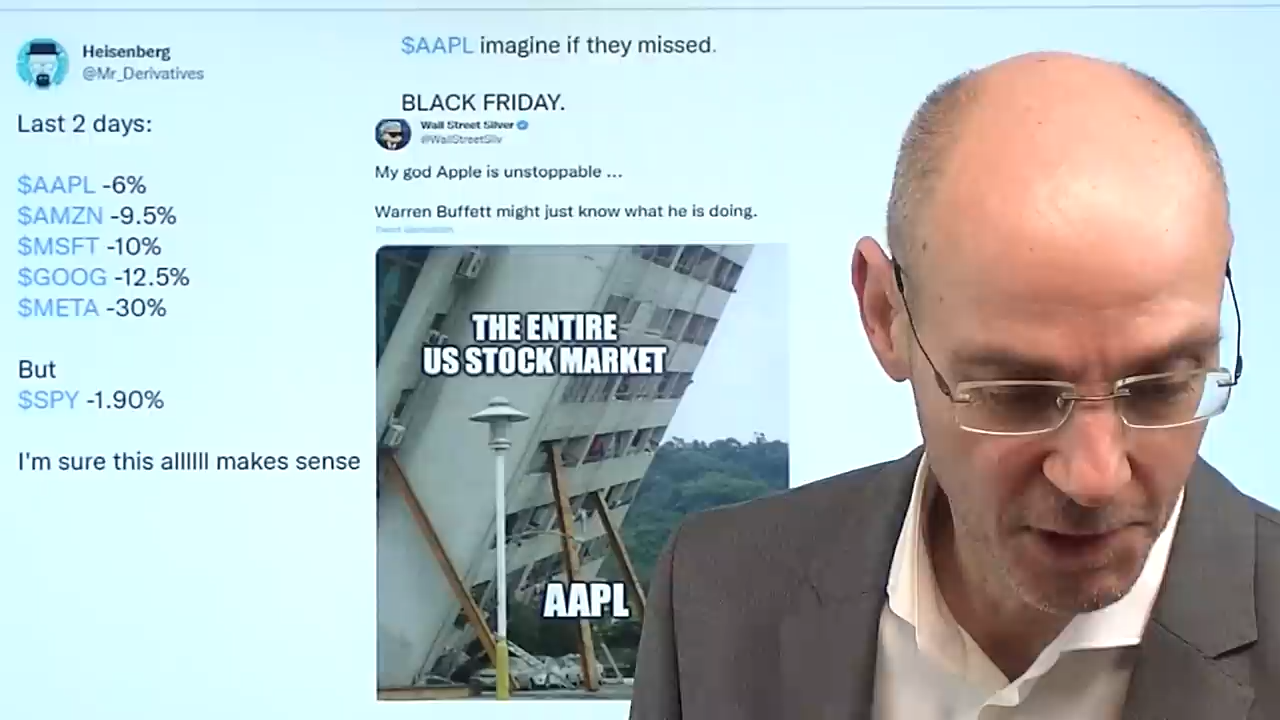 Heisenberg
@Mr_Derivatives
Last 2 days:
$AAPL -6%
$AMZN -9.5%
$MSFT -10%
$GOOG -12.5%
$META -30%
But
$SPY -1.90%
I'm sure this allllll makes sense
$AAPL imagine if they missed.
BLACK FRIDAY.
Wall Street Silver
@WallStreetSilv
My god Apple is unstoppable ...
Warren Buffett might just know what he is doing.
THE ENTIRE
US STOCK MARKET
AAPL